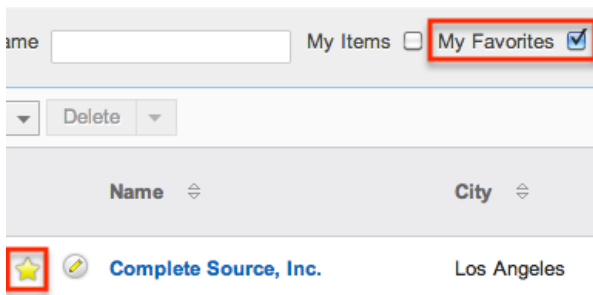 ame My Items My Favorites
Delete
Name City
Complete Source, Inc. Los Angeles